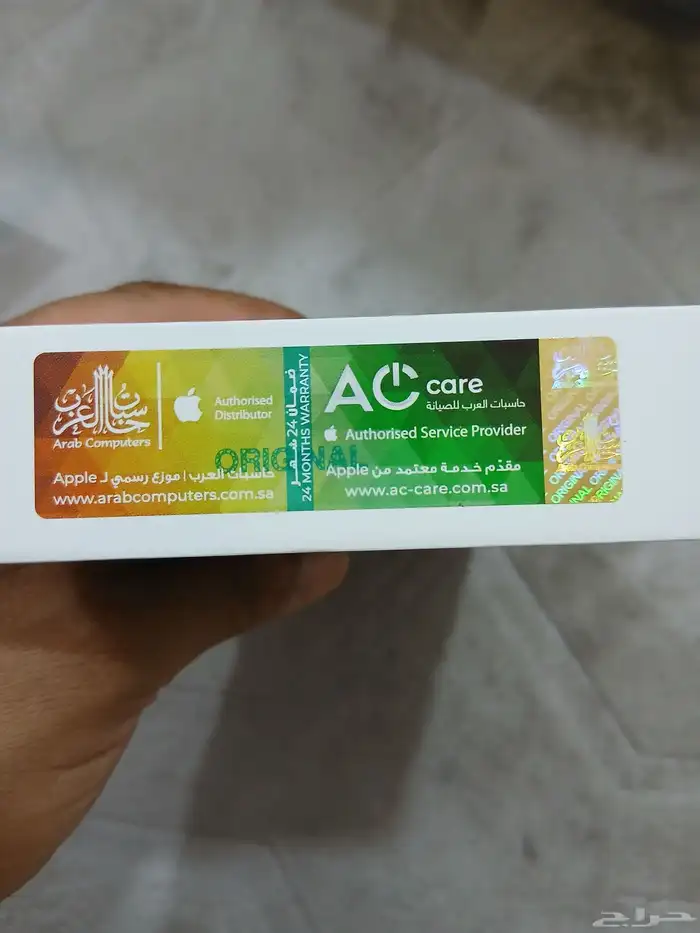 حاسبات العرب
Arab Computers
Authorised
Distributor
ORIGINAL
حاسبات العرب | موزع رسمي لـ Apple
www.arabcomputers.com.sa
ضمان 24 شهر
24 MONTHS WARRANTY
AC care
حاسبات العرب للصيانة
Authorised Service Provider
مقدّم خدمة معتمد من Apple
www.ac-care.com.sa
ORIGINAL
ORIGINAL
حراج